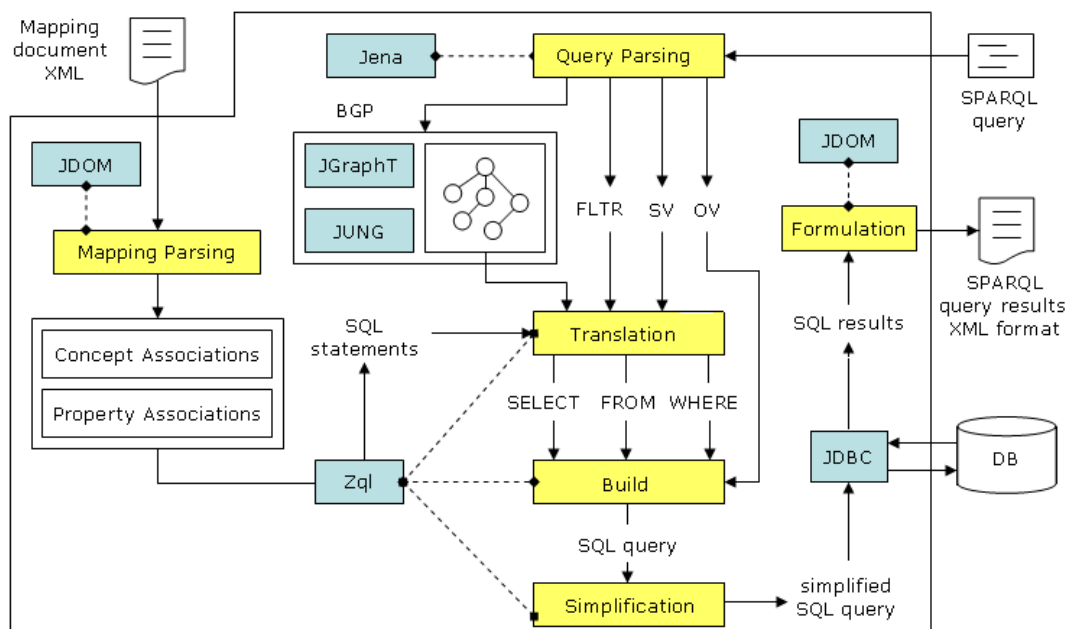 Mapping
document
XML
Jena
Query Parsing
SPARQL
query
BGP
JDOM
JGraphT
JUNG
JDOM
FLTR
SV
OV
Mapping Parsing
Formulation
SPARQL
query results
XML format
SQL
statements
Translation
SQL results
Concept Associations
Property Associations
SELECT
FROM
WHERE
Zql
Build
JDBC
DB
SQL query
Simplification
simplified
SQL query